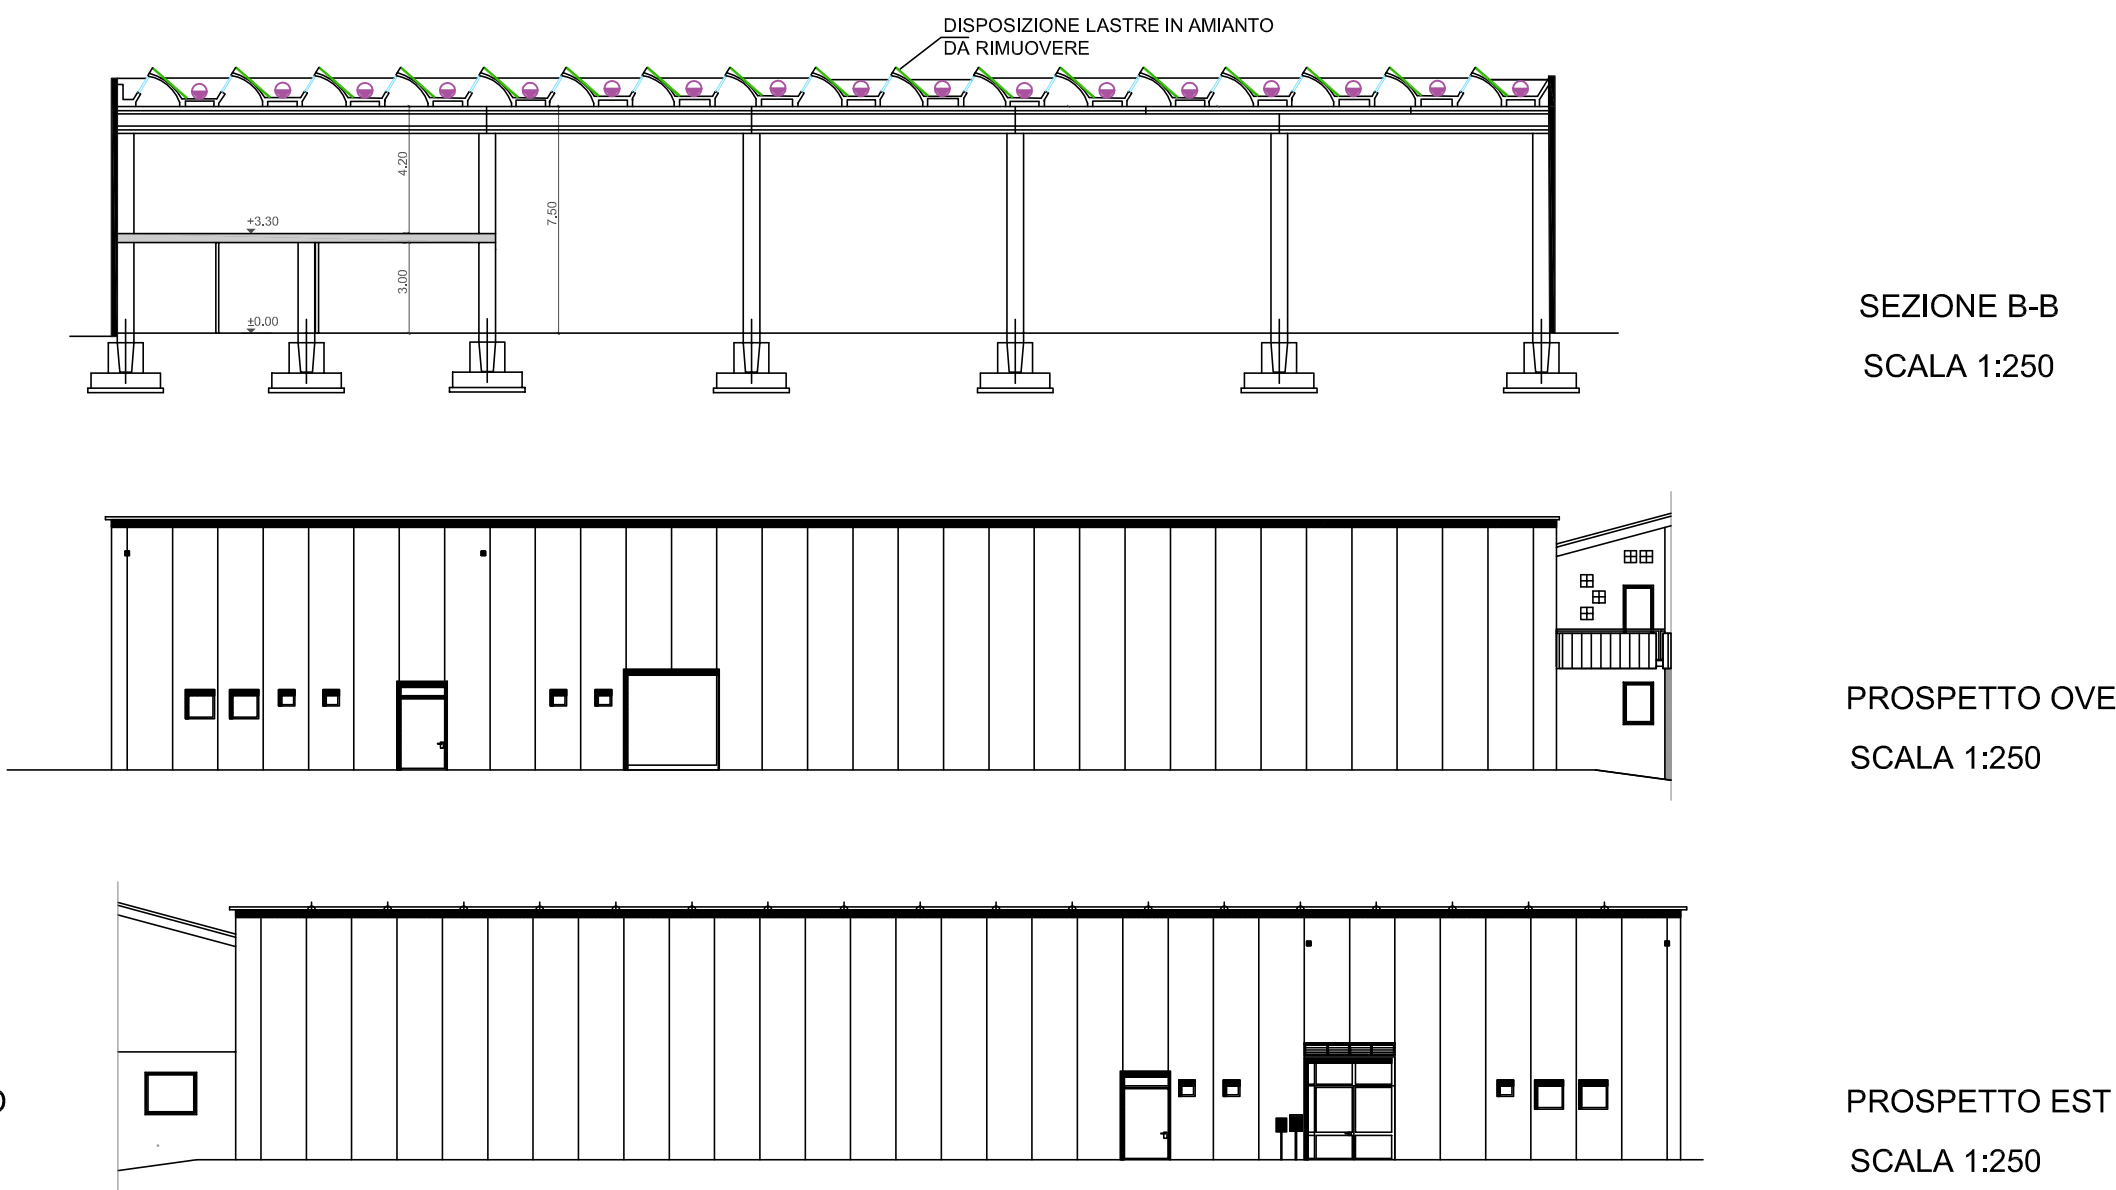 DISPOSIZIONE LASTRE IN AMIANTO
DA RIMUOVERE
4.20
7.50
+3.30
3.00
±0.00
SEZIONE B-B
SCALA 1:250
PROSPETTO OVE
SCALA 1:250
PROSPETTO EST
SCALA 1:250